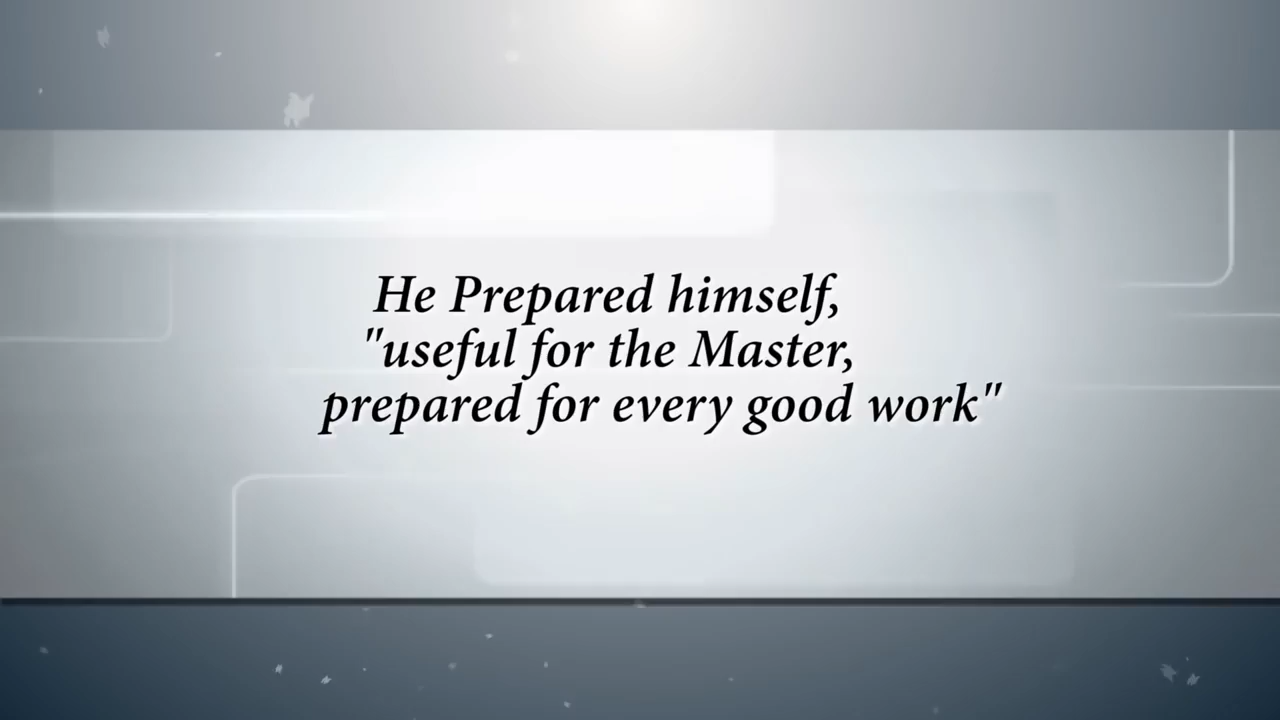 He Prepared himself,
"useful for the Master,
prepared for every good work"